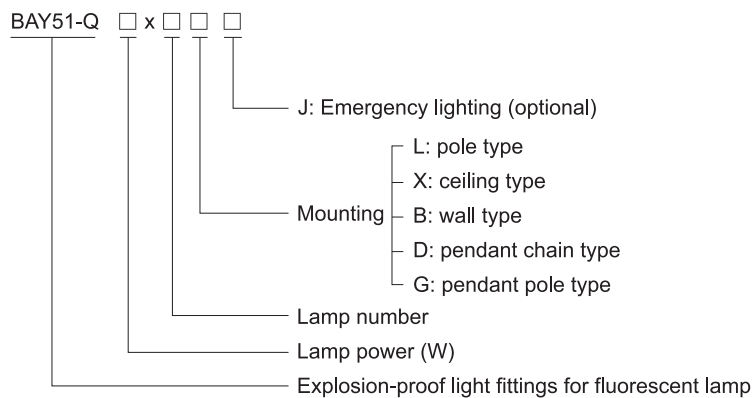 BAY51-Q □ x □ □ □
J: Emergency lighting (optional)
Mounting
L: pole type
X: ceiling type
B: wall type
D: pendant chain type
G: pendant pole type
Lamp number
Lamp power (W)
Explosion-proof light fittings for fluorescent lamp